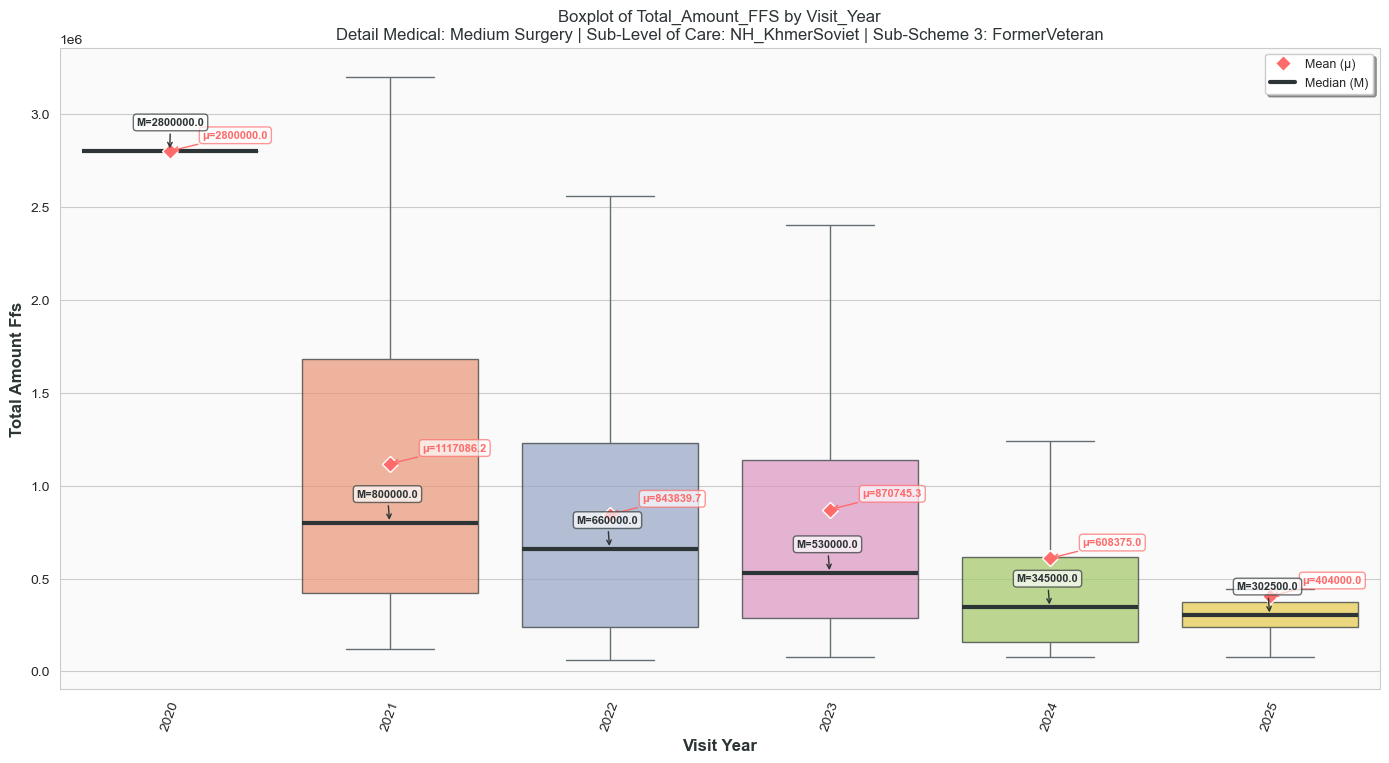 Boxplot of Total_Amount_FFS by Visit_Year
Detail Medical: Medium Surgery | Sub-Level of Care: NH_KhmerSoviet | Sub-Scheme 3: FormerVeteran
1e6
Mean (μ)
Median (M)
3.0
2.5
2.0
1.5
1.0
0.5
0.0
Total Amount Ffs
M=2800000.0
μ=2800000.0
μ=1117086.2
M=800000.0
μ=843839.7
M=660000.0
μ=870745.3
M=530000.0
μ=608375.0
M=345000.0
μ=404000.0
M=302500.0
2020
2021
2022
2023
2024
2025
Visit Year